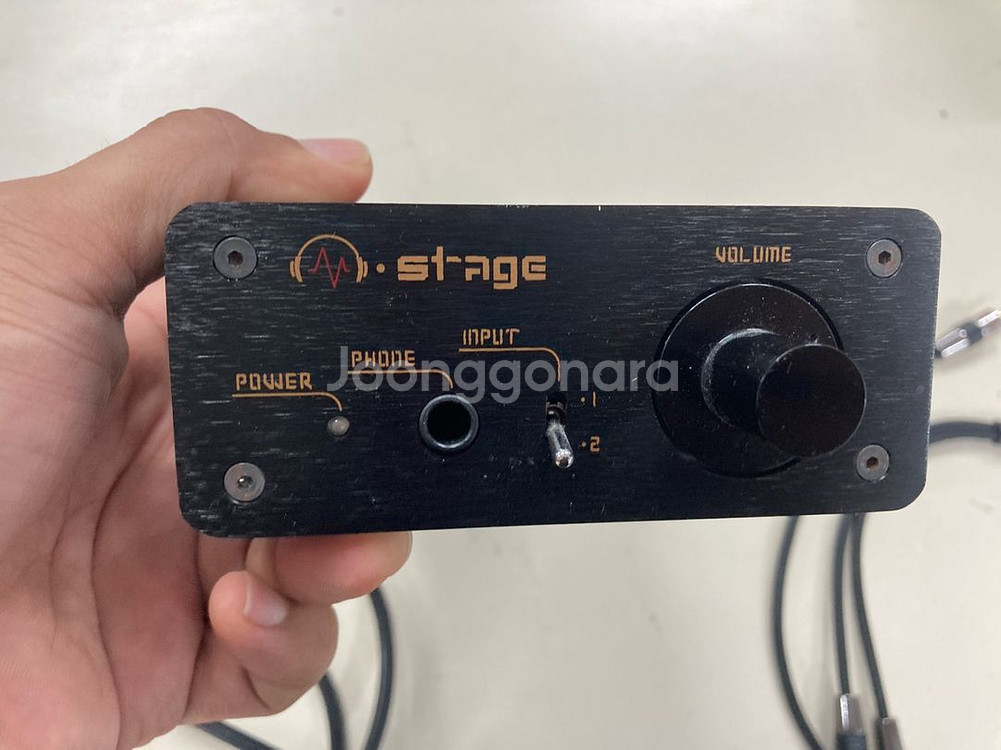 • stage
VOLUME
INPUT
PHONE
POWER
• 1
• 2
Joonggonara